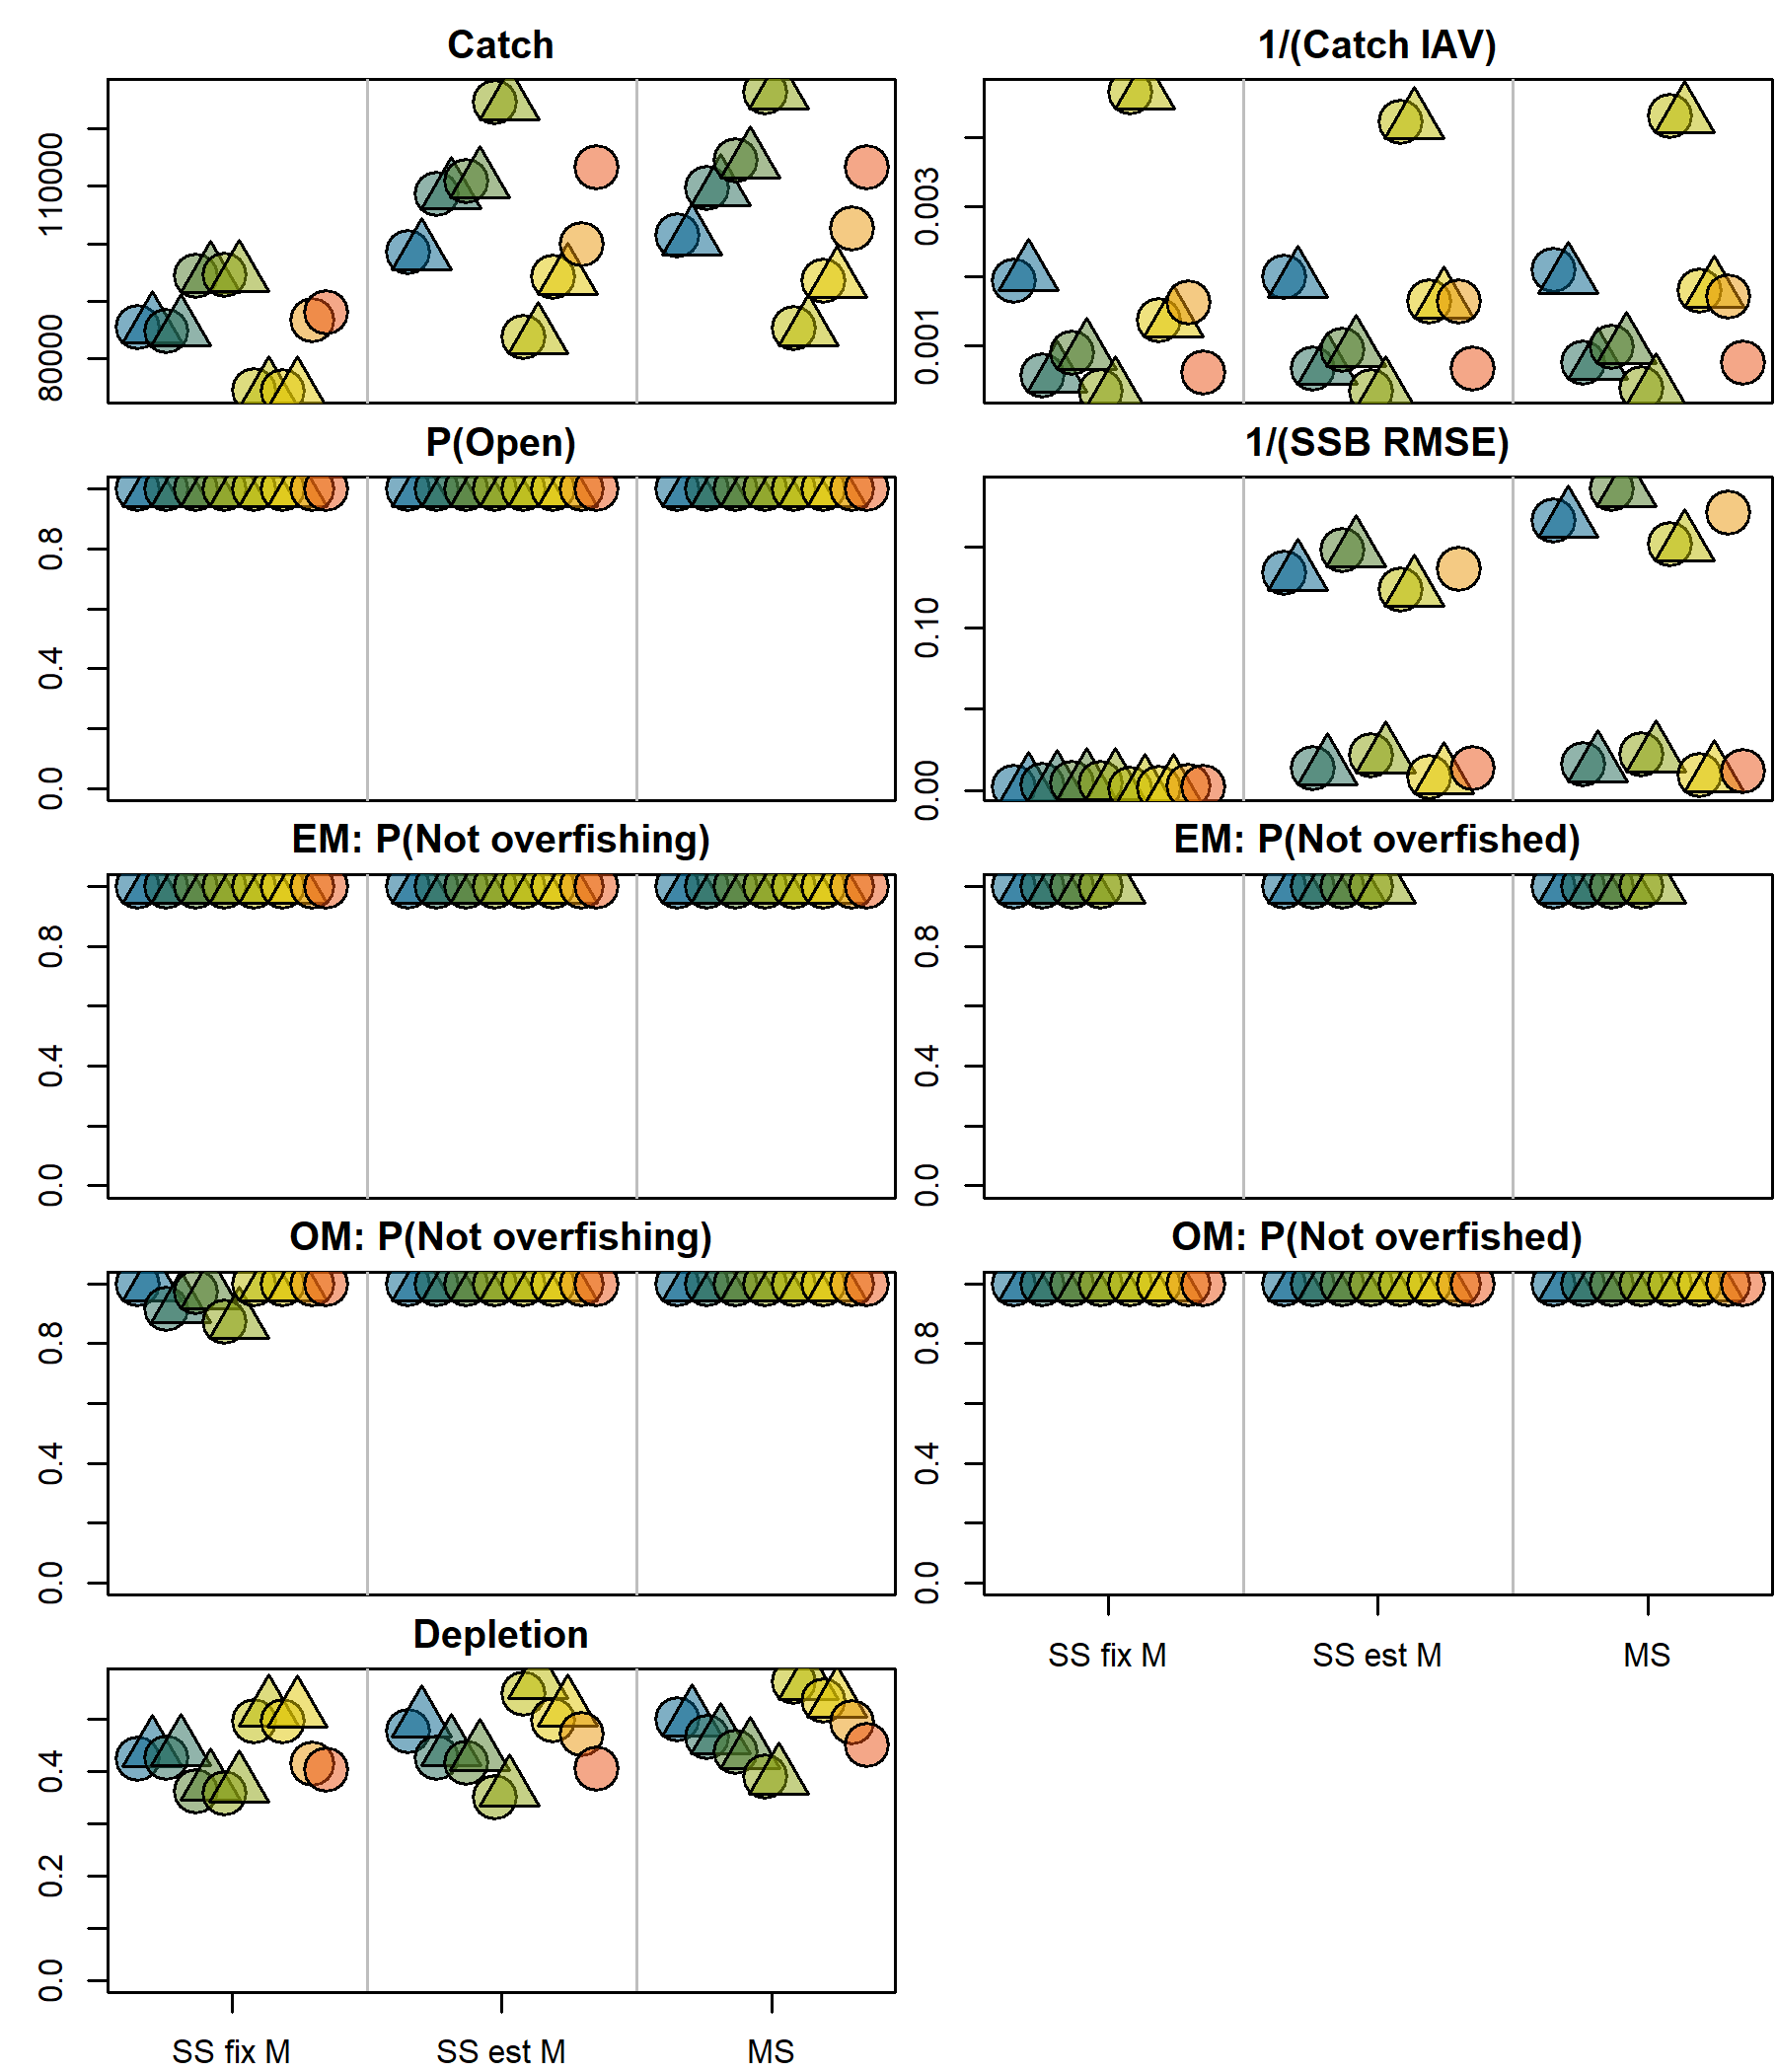 Catch
1/(Catch IAV)
110000
80000
0.003
0.001
P(Open)
1/(SSB RMSE)
0.8
0.4
0.0
0.10
0.00
EM: P(Not overfishing)
EM: P(Not overfished)
0.8
0.4
0.0
0.8
0.4
0.0
OM: P(Not overfishing)
OM: P(Not overfished)
0.8
0.4
0.0
0.8
0.4
0.0
SS fix M
SS est M
MS
Depletion
0.4
0.2
0.0
SS fix M
SS est M
MS